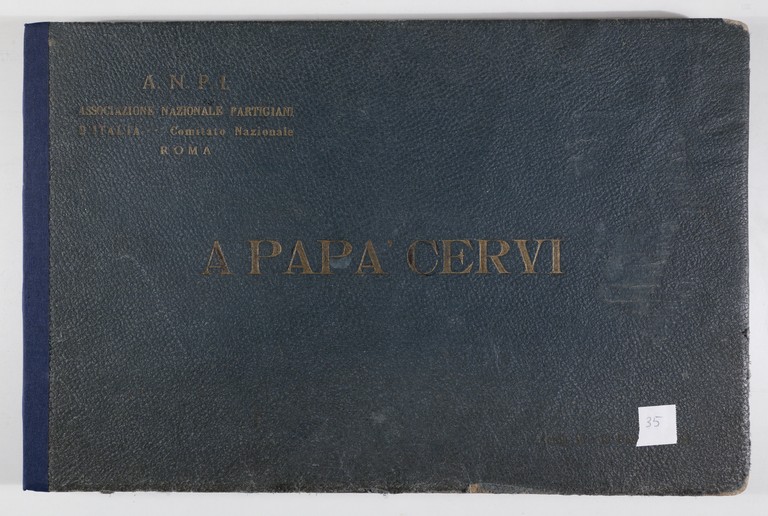 A. N. P. I.
ASSOCIAZIONE NAZIONALE PARTIGIANI
D'ITALIA - Comitato Nazionale
ROMA
A PAPA' CERVI
35